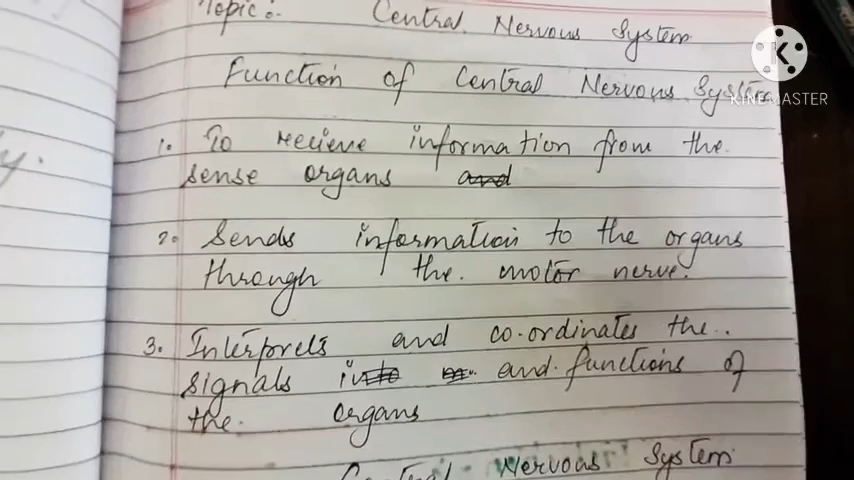 Topic:. Central Nervous System
KINEMASTER
Function of Central Nervous System
1. To recieve information from the.
sense organs
2. Sends information to the organs
through the. motor nerve.
3. Interprets and co-ordinates the..
signals and functions of
the. organs
Central Nervous System